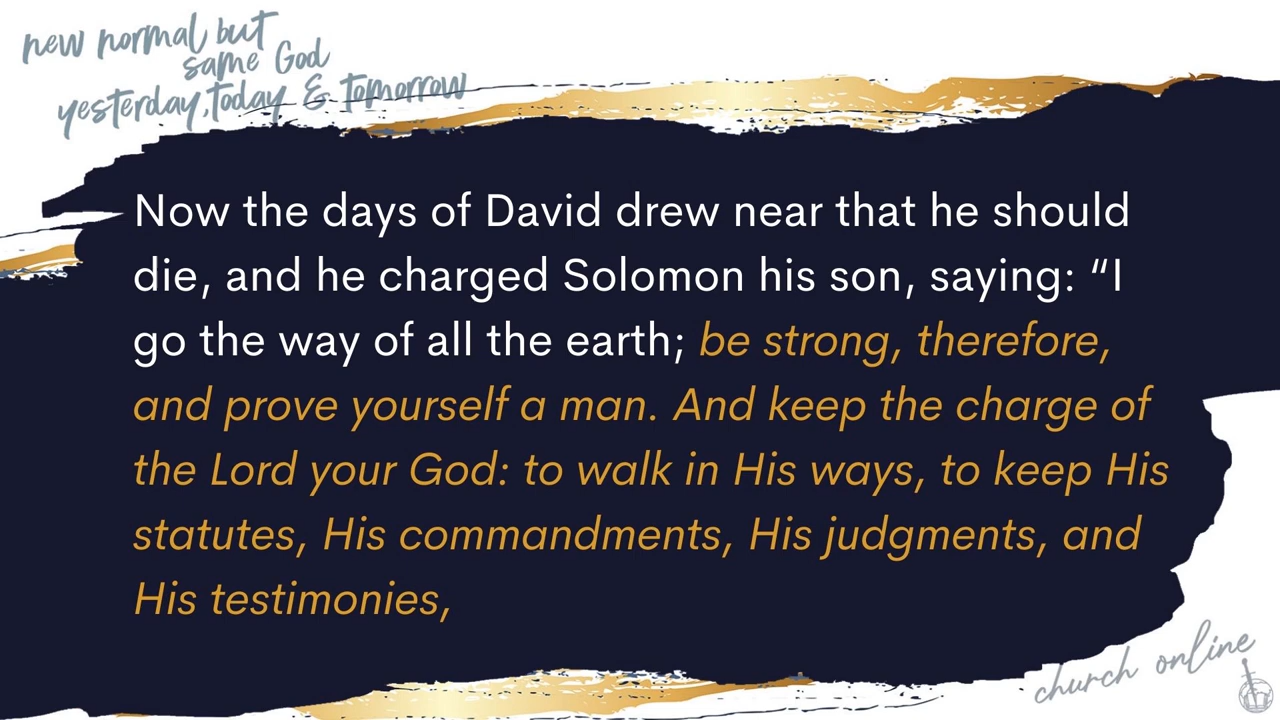 new normal but
same God
yesterday, today & tomorrow
Now the days of David drew near that he should
die, and he charged Solomon his son, saying: “I
go the way of all the earth; be strong, therefore,
and prove yourself a man. And keep the charge of
the Lord your God: to walk in His ways, to keep His
statutes, His commandments, His judgments, and
His testimonies,
church online